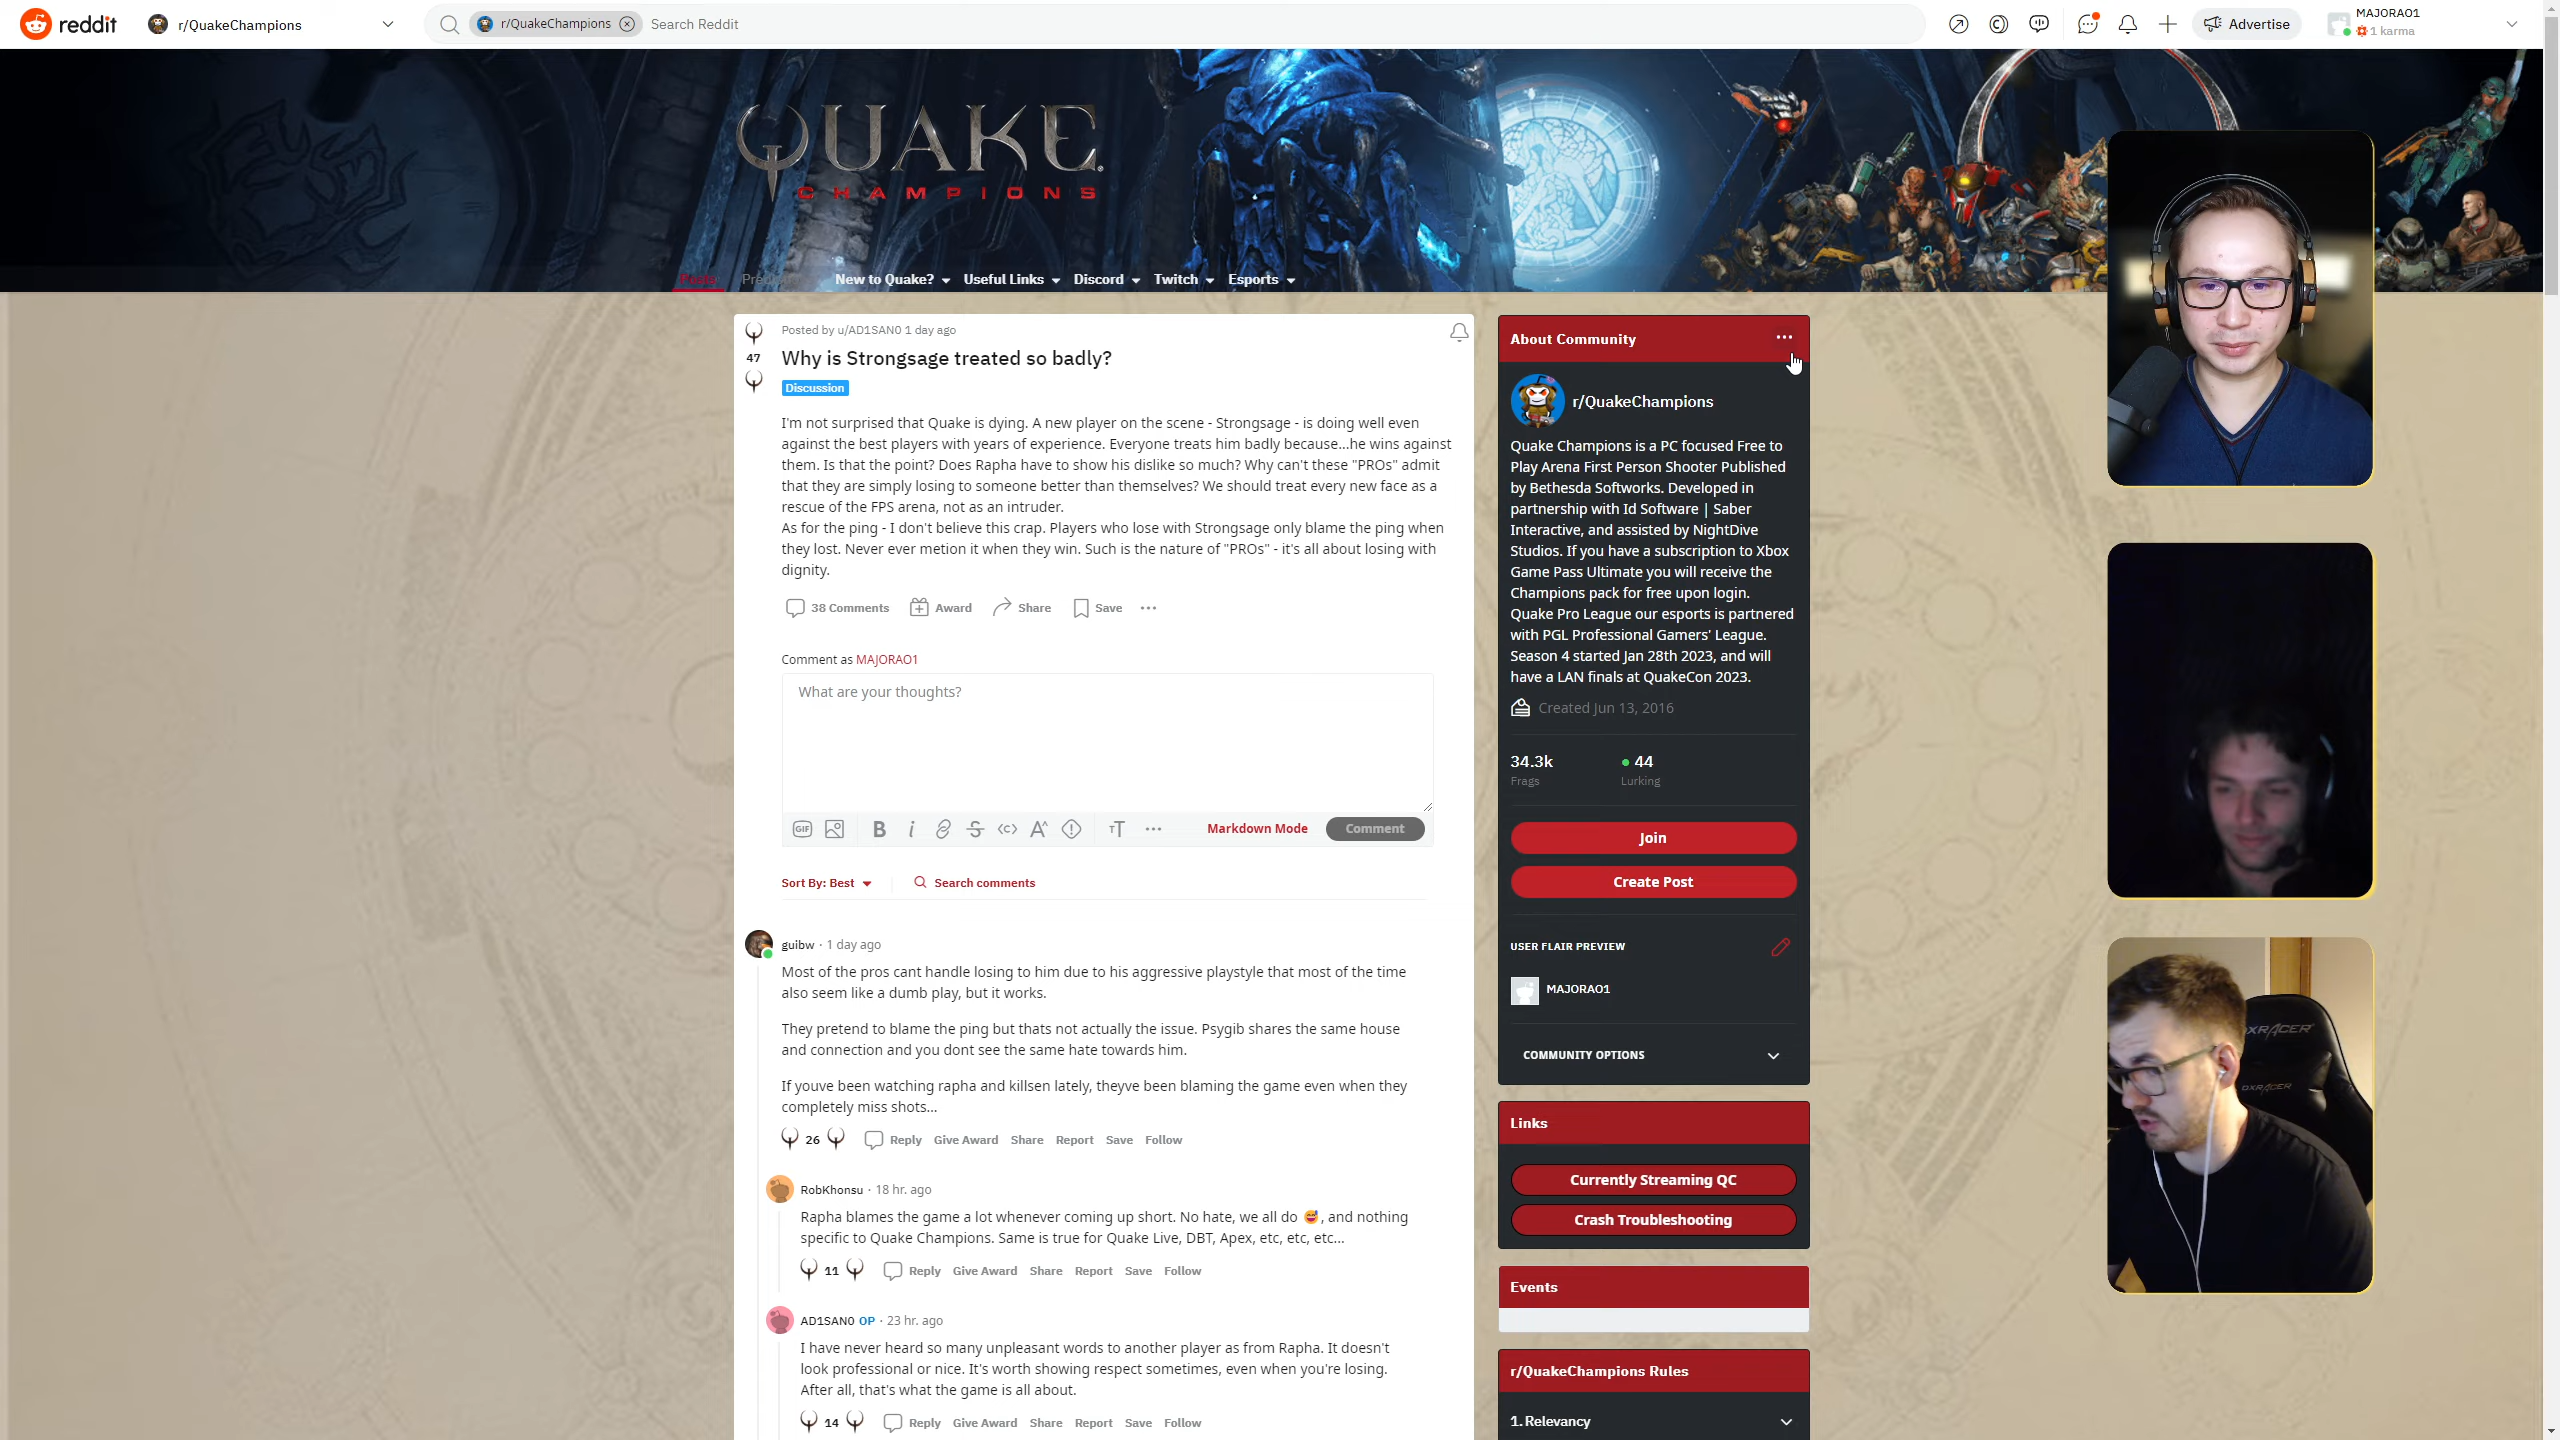 reddit
r/QuakeChampions
r/QuakeChampions
Search Reddit
Advertise
MAJORAO1
1 karma
QUAKE
CHAMPIONS
Posts
New to Quake?
Useful Links
Discord
Twitch
Esports
47
Posted by u/AD1SAN0 1 day ago
Why is Strongsage treated so badly?
Discussion
I'm not surprised that Quake is dying. A new player on the scene - Strongsage - is doing well even
against the best players with years of experience. Everyone treats him badly because...he wins against
them. Is that the point? Does Rapha have to show his dislike so much? Why can't these "PROs" admit
that they are simply losing to someone better than themselves? We should treat every new face as a
rescue of the FPS arena, not as an intruder.
As for the ping - I don't believe this crap. Players who lose with Strongsage only blame the ping when
they lost. Never ever metion it when they win. Such is the nature of "PROs" - it's all about losing with
dignity.
38 Comments
Award
Share
Save
Comment as MAJORAO1
What are your thoughts?
GIF
Markdown Mode
Comment
Sort By: Best
Search comments
guibw · 1 day ago
Most of the pros cant handle losing to him due to his aggressive playstyle that most of the time
also seem like a dumb play, but it works.
They pretend to blame the ping but thats not actually the issue. Psygib shares the same house
and connection and you dont see the same hate towards him.
If youve been watching rapha and killsen lately, theyve been blaming the game even when they
completely miss shots...
26 Reply Give Award Share Report Save Follow
RobKhonsu · 18 hr. ago
Rapha blames the game a lot whenever coming up short. No hate, we all do 😅, and nothing
specific to Quake Champions. Same is true for Quake Live, DBT, Apex, etc, etc, etc...
11 Reply Give Award Share Report Save Follow
AD1SAN0 OP · 23 hr. ago
I have never heard so many unpleasant words to another player as from Rapha. It doesn't
look professional or nice. It's worth showing respect sometimes, even when you're losing.
After all, that's what the game is all about.
14 Reply Give Award Share Report Save Follow
About Community
r/QuakeChampions
Quake Champions is a PC focused Free to
Play Arena First Person Shooter Published
by Bethesda Softworks. Developed in
partnership with Id Software | Saber
Interactive, and assisted by NightDive
Studios. If you have a subscription to Xbox
Game Pass Ultimate you will receive the
Champions pack for free upon login.
Quake Pro League our esports is partnered
with PGL Professional Gamers' League.
Season 4 started Jan 28th 2023, and will
have a LAN finals at QuakeCon 2023.
Created Jun 13, 2016
34.3k
44
Frags
Lurking
Join
Create Post
USER FLAIR PREVIEW
MAJORAO1
COMMUNITY OPTIONS
Links
Currently Streaming QC
Crash Troubleshooting
Events
r/QuakeChampions Rules
1. Relevancy
DXRACER